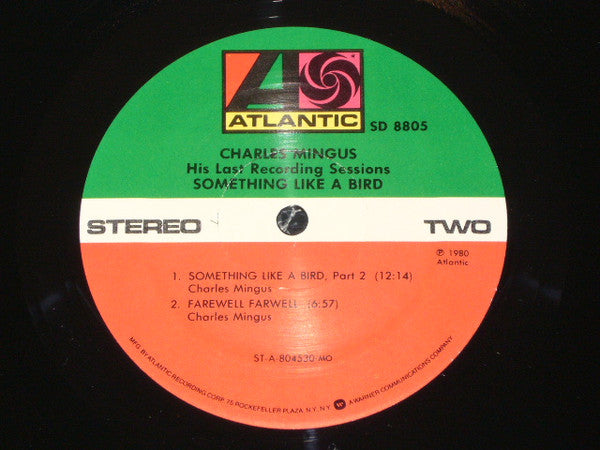 ATLANTIC
SD 8805
CHARLES MINGUS
His Last Recording Sessions
SOMETHING LIKE A BIRD
STEREO
TWO
℗ 1980
Atlantic
1. SOMETHING LIKE A BIRD, Part 2 (12:14)
Charles Mingus
2. FAREWELL FARWELL (6:57)
Charles Mingus
ST-A-804530-MO
MFG BY ATLANTIC RECORDING CORP. 75 ROCKEFELLER PLAZA, N.Y., N.Y. A WARNER COMMUNICATIONS COMPANY